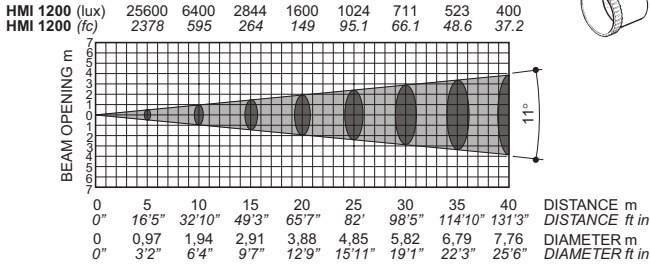 HMI 1200 (lux) 25600 6400 2844 1600 1024 711 523 400
HMI 1200 (fc) 2378 595 264 149 95.1 66.1 48.6 37.2
BEAM OPENING m
7
6
5
4
3
2
1
0
1
2
3
4
5
6
7
11°
0 5 10 15 20 25 30 35 40 DISTANCE m
0" 16'5" 32'10" 49'3" 65'7" 82' 98'5" 114'10" 131'3" DISTANCE ft in
0 0,97 1,94 2,91 3,88 4,85 5,82 6,79 7,76 DIAMETER m
0" 3'2" 6'4" 9'7" 12'9" 15'11" 19'1" 22'3" 25'6" DIAMETER ft in